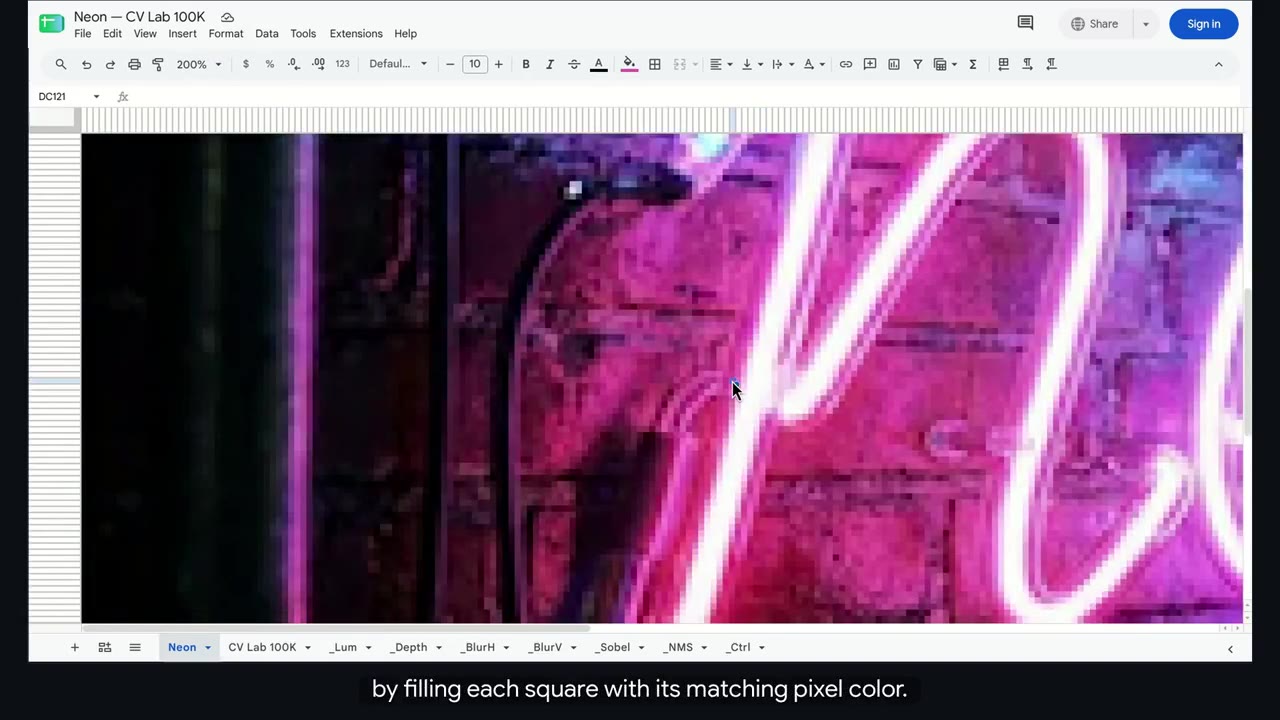 Neon — CV Lab 100K
File Edit View Insert Format Data Tools Extensions Help
Share
Sign in
200% $ % .0 .00 123 Defaul... − 10 + B I S A Σ
DC121 fx
Neon CV Lab 100K _Lum _Depth _BlurH _BlurV _Sobel _NMS _Ctrl
by filling each square with its matching pixel color.